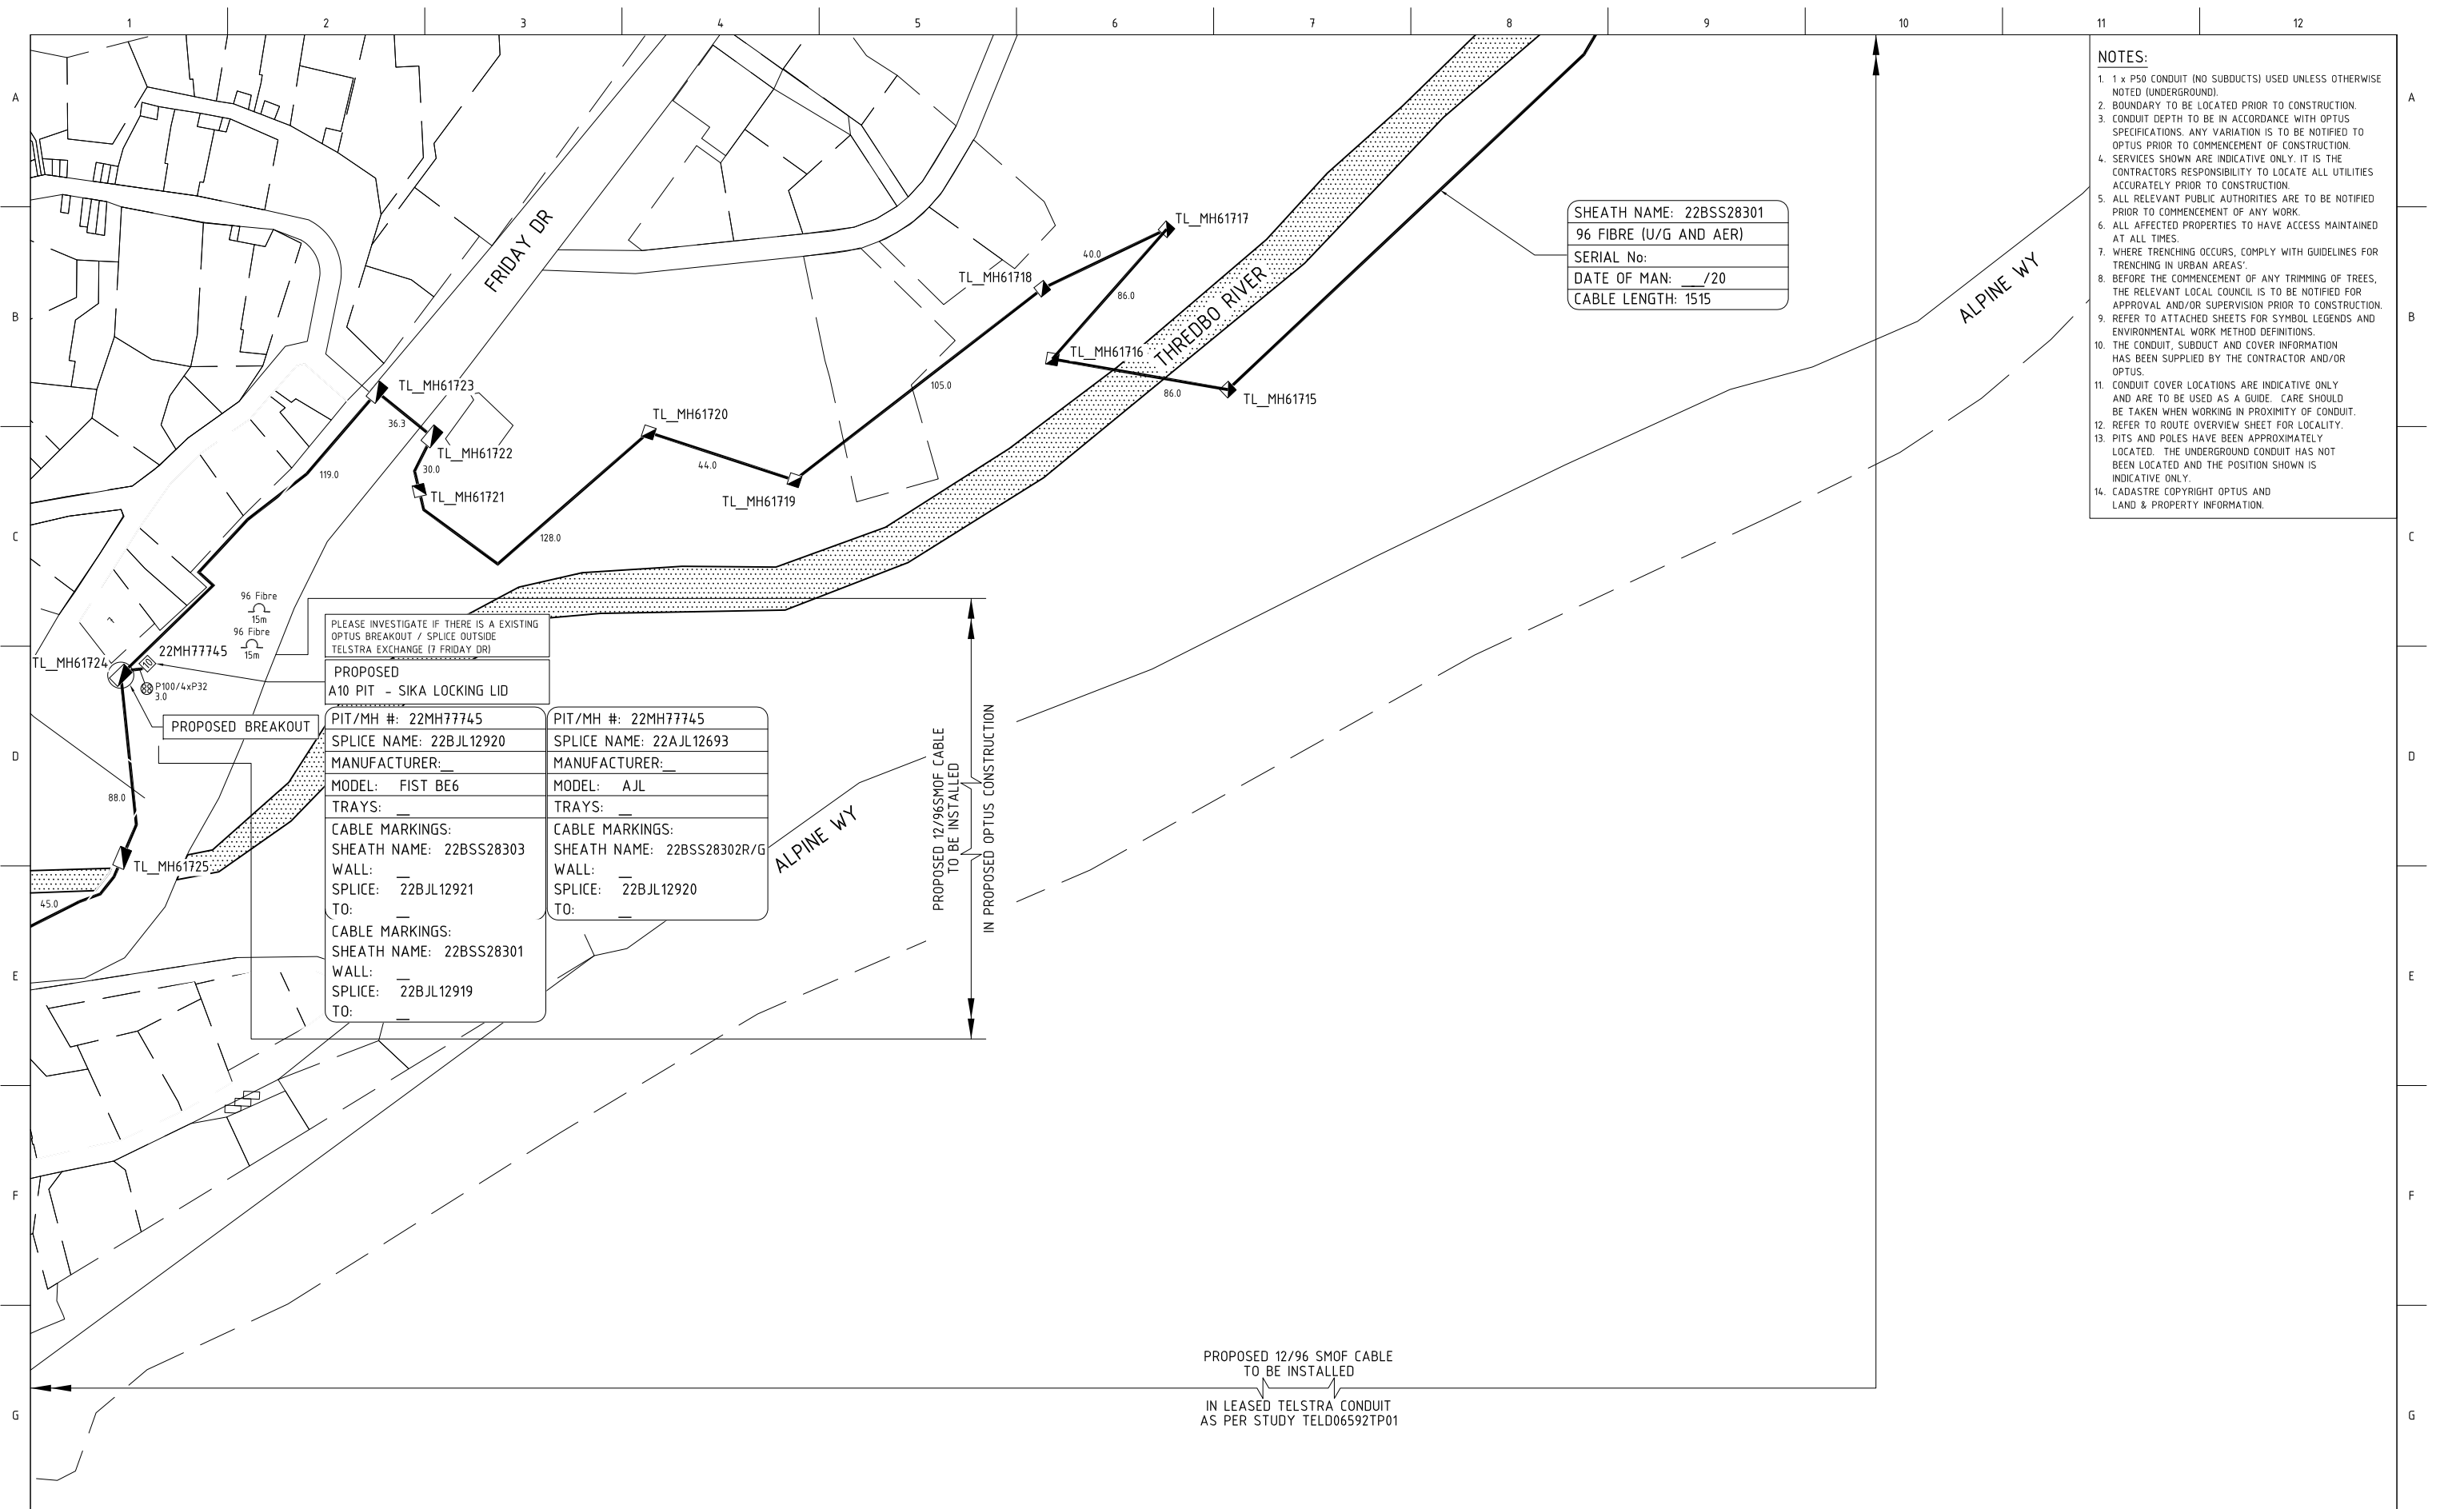 1 2 3 4 5 6 7 8 9 10 11 12
A
B
C
D
E
F
G
A
B
C
D
E
F
G
NOTES:
1. 1 x P50 CONDUIT (NO SUBDUCTS) USED UNLESS OTHERWISE
NOTED (UNDERGROUND).
2. BOUNDARY TO BE LOCATED PRIOR TO CONSTRUCTION.
3. CONDUIT DEPTH TO BE IN ACCORDANCE WITH OPTUS
SPECIFICATIONS. ANY VARIATION IS TO BE NOTIFIED TO
OPTUS PRIOR TO COMMENCEMENT OF CONSTRUCTION.
4. SERVICES SHOWN ARE INDICATIVE ONLY. IT IS THE
CONTRACTORS RESPONSIBILITY TO LOCATE ALL UTILITIES
ACCURATELY PRIOR TO CONSTRUCTION.
5. ALL RELEVANT PUBLIC AUTHORITIES ARE TO BE NOTIFIED
PRIOR TO COMMENCEMENT OF ANY WORK.
6. ALL AFFECTED PROPERTIES TO HAVE ACCESS MAINTAINED
AT ALL TIMES.
7. WHERE TRENCHING OCCURS, COMPLY WITH GUIDELINES FOR
TRENCHING IN URBAN AREAS'.
8. BEFORE THE COMMENCEMENT OF ANY TRIMMING OF TREES,
THE RELEVANT LOCAL COUNCIL IS TO BE NOTIFIED FOR
APPROVAL AND/OR SUPERVISION PRIOR TO CONSTRUCTION.
9. REFER TO ATTACHED SHEETS FOR SYMBOL LEGENDS AND
ENVIRONMENTAL WORK METHOD DEFINITIONS.
10. THE CONDUIT, SUBDUCT AND COVER INFORMATION
HAS BEEN SUPPLIED BY THE CONTRACTOR AND/OR
OPTUS.
11. CONDUIT COVER LOCATIONS ARE INDICATIVE ONLY
AND ARE TO BE USED AS A GUIDE. CARE SHOULD
BE TAKEN WHEN WORKING IN PROXIMITY OF CONDUIT.
12. REFER TO ROUTE OVERVIEW SHEET FOR LOCALITY.
13. PITS AND POLES HAVE BEEN APPROXIMATELY
LOCATED. THE UNDERGROUND CONDUIT HAS NOT
BEEN LOCATED AND THE POSITION SHOWN IS
INDICATIVE ONLY.
14. CADASTRE COPYRIGHT OPTUS AND
LAND & PROPERTY INFORMATION.
SHEATH NAME: 22BSS28301
96 FIBRE (U/G AND AER)
SERIAL No:
DATE OF MAN: __/20
CABLE LENGTH: 1515
ALPINE WY
FRIDAY DR
THREDBO RIVER
TL_MH61717
40.0
TL_MH61718
86.0
TL_MH61716
86.0
TL_MH61715
105.0
TL_MH61723
36.3
TL_MH61722
30.0
TL_MH61721
119.0
TL_MH61720
44.0
TL_MH61719
128.0
96 Fibre
15m
96 Fibre
15m
22MH77745
TL_MH61724
10
P100/4xP32
3.0
PROPOSED BREAKOUT
88.0
TL_MH61725
45.0
PLEASE INVESTIGATE IF THERE IS A EXISTING
OPTUS BREAKOUT / SPLICE OUTSIDE
TELSTRA EXCHANGE (7 FRIDAY DR)
PROPOSED
A10 PIT - SIKA LOCKING LID
PIT/MH #: 22MH77745
SPLICE NAME: 22BJL12920
MANUFACTURER:_
MODEL: FIST BE6
TRAYS: _
CABLE MARKINGS:
SHEATH NAME: 22BSS28303
WALL: _
SPLICE: 22BJL12921
TO: _
CABLE MARKINGS:
SHEATH NAME: 22BSS28301
WALL: _
SPLICE: 22BJL12919
TO: _
PIT/MH #: 22MH77745
SPLICE NAME: 22AJL12693
MANUFACTURER:_
MODEL: AJL
TRAYS: _
CABLE MARKINGS:
SHEATH NAME: 22BSS28302R/G
WALL: _
SPLICE: 22BJL12920
TO: _
ALPINE WY
PROPOSED 12/96SMOF CABLE
TO BE INSTALLED
IN PROPOSED OPTUS CONSTRUCTION
PROPOSED 12/96 SMOF CABLE
TO BE INSTALLED
IN LEASED TELSTRA CONDUIT
AS PER STUDY TELD06592TP01